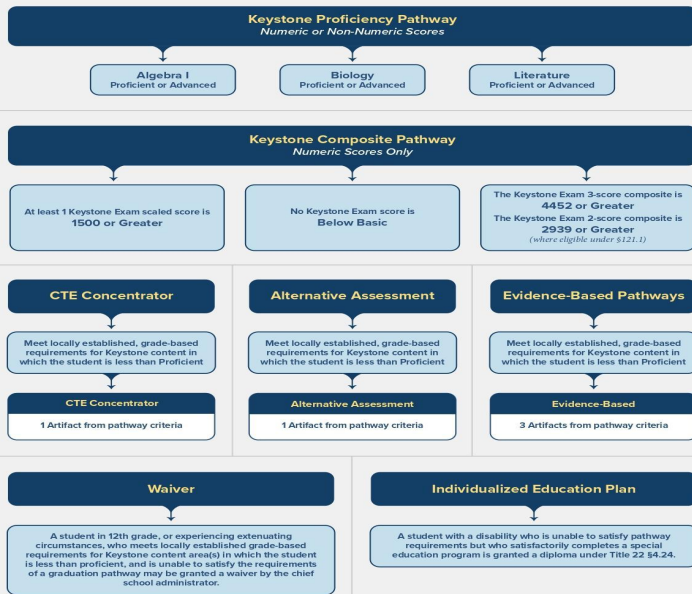 Keystone Proficiency Pathway
Numeric or Non-Numeric Scores
Algebra I
Proficient or Advanced
Biology
Proficient or Advanced
Literature
Proficient or Advanced
Keystone Composite Pathway
Numeric Scores Only
At least 1 Keystone Exam scaled score is
1500 or Greater
No Keystone Exam score is
Below Basic
The Keystone Exam 3-score composite is
4452 or Greater
The Keystone Exam 2-score composite is
2939 or Greater
(where eligible under §121.1)
CTE Concentrator
Meet locally established, grade-based
requirements for Keystone content in
which the student is less than Proficient
CTE Concentrator
1 Artifact from pathway criteria
Alternative Assessment
Meet locally established, grade-based
requirements for Keystone content in
which the student is less than Proficient
Alternative Assessment
1 Artifact from pathway criteria
Evidence-Based Pathways
Meet locally established, grade-based
requirements for Keystone content in
which the student is less than Proficient
Evidence-Based
3 Artifacts from pathway criteria
Waiver
A student in 12th grade, or experiencing extenuating
circumstances, who meets locally established grade-based
requirements for Keystone content area(s) in which the student
is less than proficient, and is unable to satisfy the requirements
of a graduation pathway may be granted a waiver by the chief
school administrator.
Individualized Education Plan
A student with a disability who is unable to satisfy pathway
requirements but who satisfactorily completes a special
education program is granted a diploma under Title 22 §4.24.